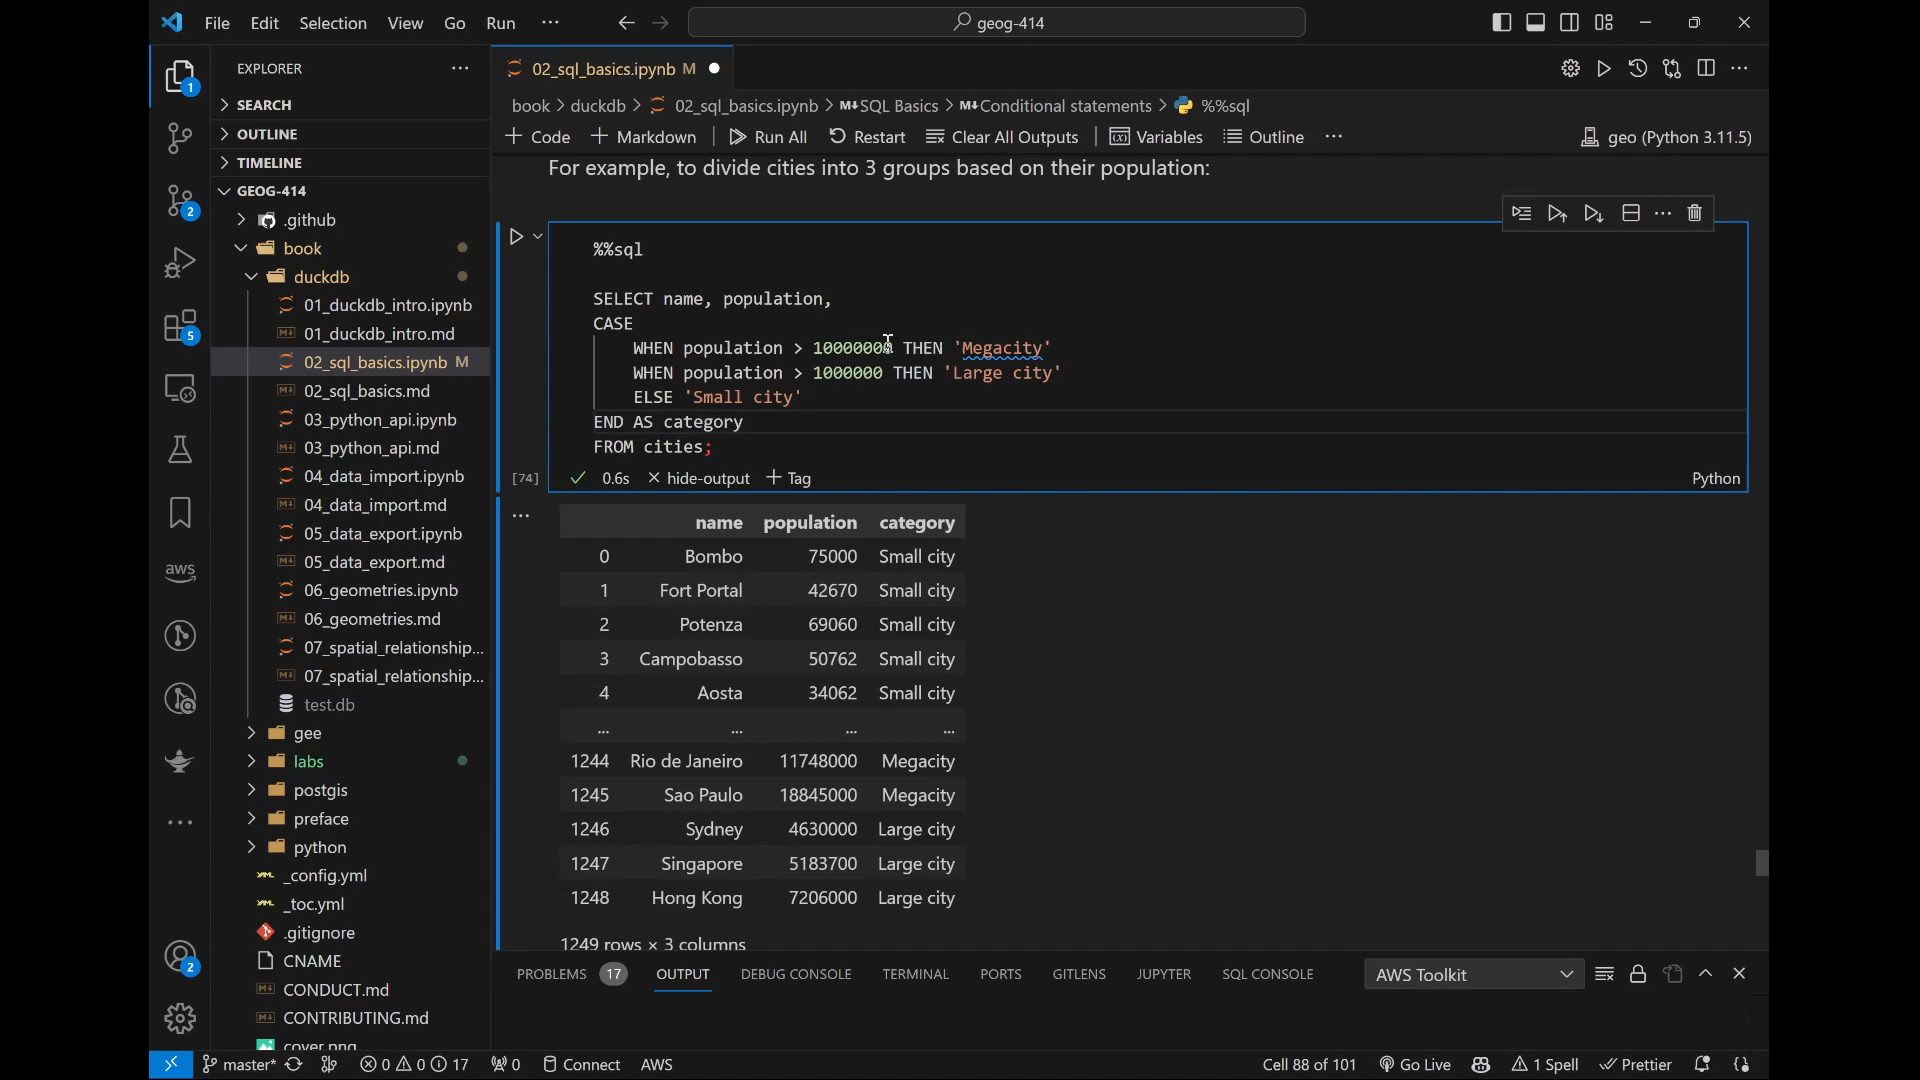 File Edit Selection View Go Run ··· geog-414
EXPLORER ···
SEARCH
OUTLINE
TIMELINE
GEOG-414
.github
book
duckdb
01_duckdb_intro.ipynb
01_duckdb_intro.md
02_sql_basics.ipynb M
02_sql_basics.md
03_python_api.ipynb
03_python_api.md
04_data_import.ipynb
04_data_import.md
05_data_export.ipynb
05_data_export.md
06_geometries.ipynb
06_geometries.md
07_spatial_relationship...
07_spatial_relationship...
test.db
gee
labs
postgis
preface
python
_config.yml
_toc.yml
.gitignore
CNAME
CONDUCT.md
CONTRIBUTING.md
cover.png
1
2
5
aws
2
02_sql_basics.ipynb M
book > duckdb > 02_sql_basics.ipynb > M↓SQL Basics > M↓Conditional statements > %%sql
+ Code + Markdown Run All Restart Clear All Outputs Variables Outline ··· geo (Python 3.11.5)
For example, to divide cities into 3 groups based on their population:
%%sql
SELECT name, population,
CASE
WHEN population > 10000000 THEN 'Megacity'
WHEN population > 1000000 THEN 'Large city'
ELSE 'Small city'
END AS category
FROM cities;
[74] 0.6s × hide-output + Tag Python
name population category
0 Bombo 75000 Small city
1 Fort Portal 42670 Small city
2 Potenza 69060 Small city
3 Campobasso 50762 Small city
4 Aosta 34062 Small city
... ... ... ...
1244 Rio de Janeiro 11748000 Megacity
1245 Sao Paulo 18845000 Megacity
1246 Sydney 4630000 Large city
1247 Singapore 5183700 Large city
1248 Hong Kong 7206000 Large city
1249 rows × 3 columns
PROBLEMS 17 OUTPUT DEBUG CONSOLE TERMINAL PORTS GITLENS JUPYTER SQL CONSOLE AWS Toolkit
master* 0 0 17 0 Connect AWS Cell 88 of 101 Go Live 1 Spell Prettier